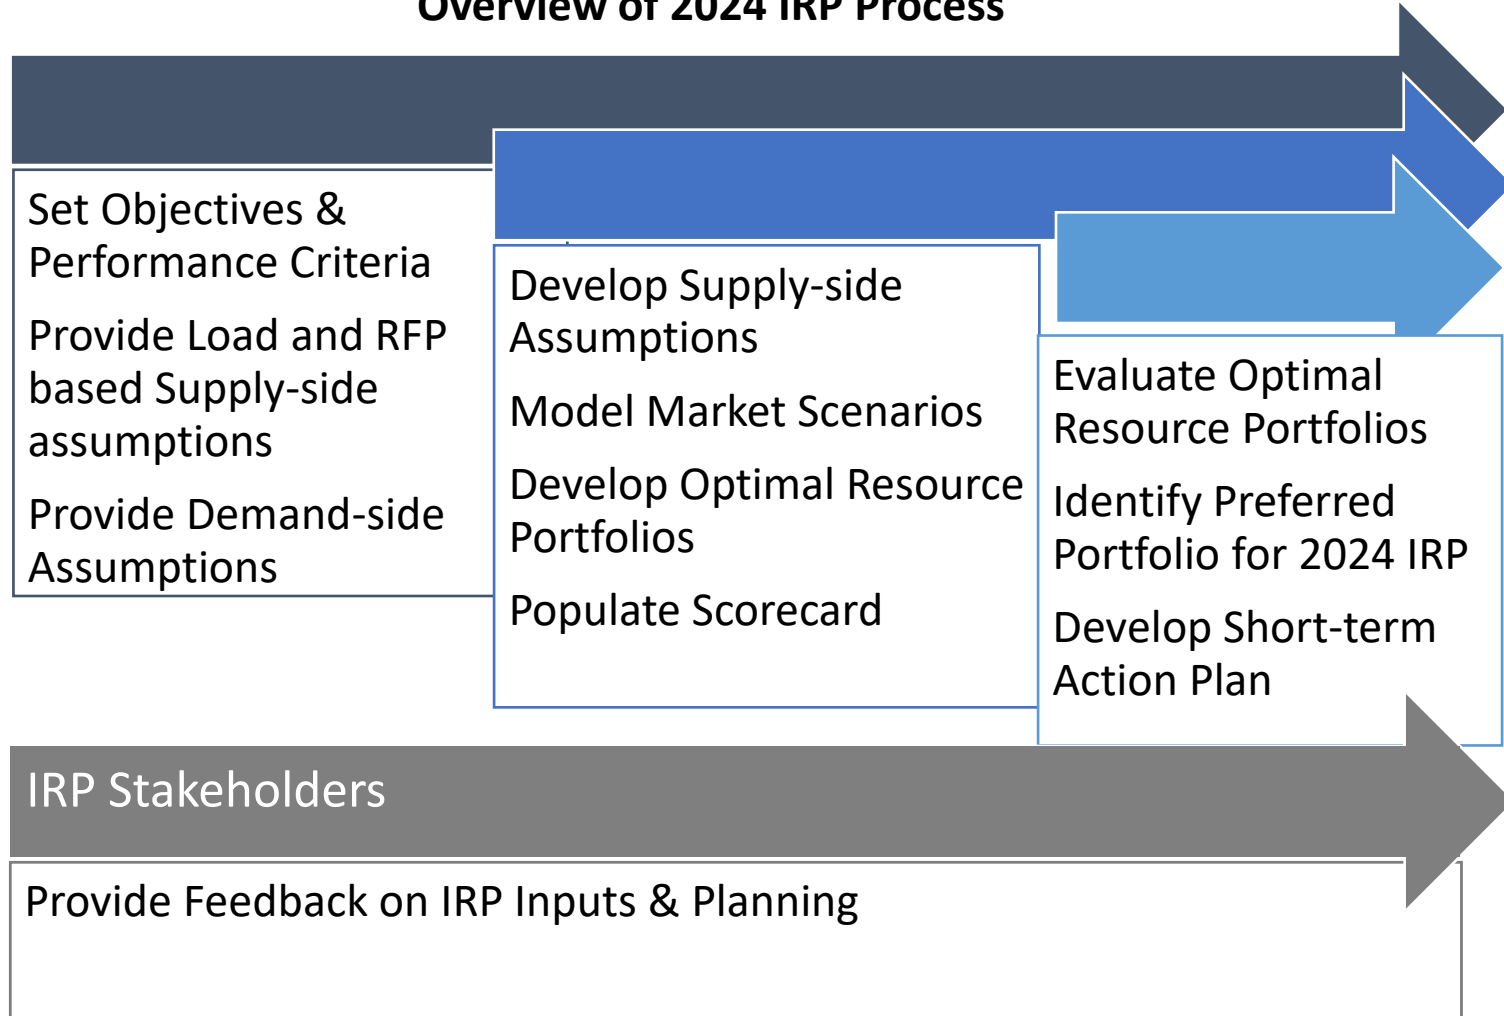 Overview of 2024 IRP Process
Set Objectives &
Performance Criteria
Provide Load and RFP
based Supply-side
assumptions
Provide Demand-side
Assumptions
Develop Supply-side
Assumptions
Model Market Scenarios
Develop Optimal Resource
Portfolios
Populate Scorecard
Evaluate Optimal
Resource Portfolios
Identify Preferred
Portfolio for 2024 IRP
Develop Short-term
Action Plan
IRP Stakeholders
Provide Feedback on IRP Inputs & Planning